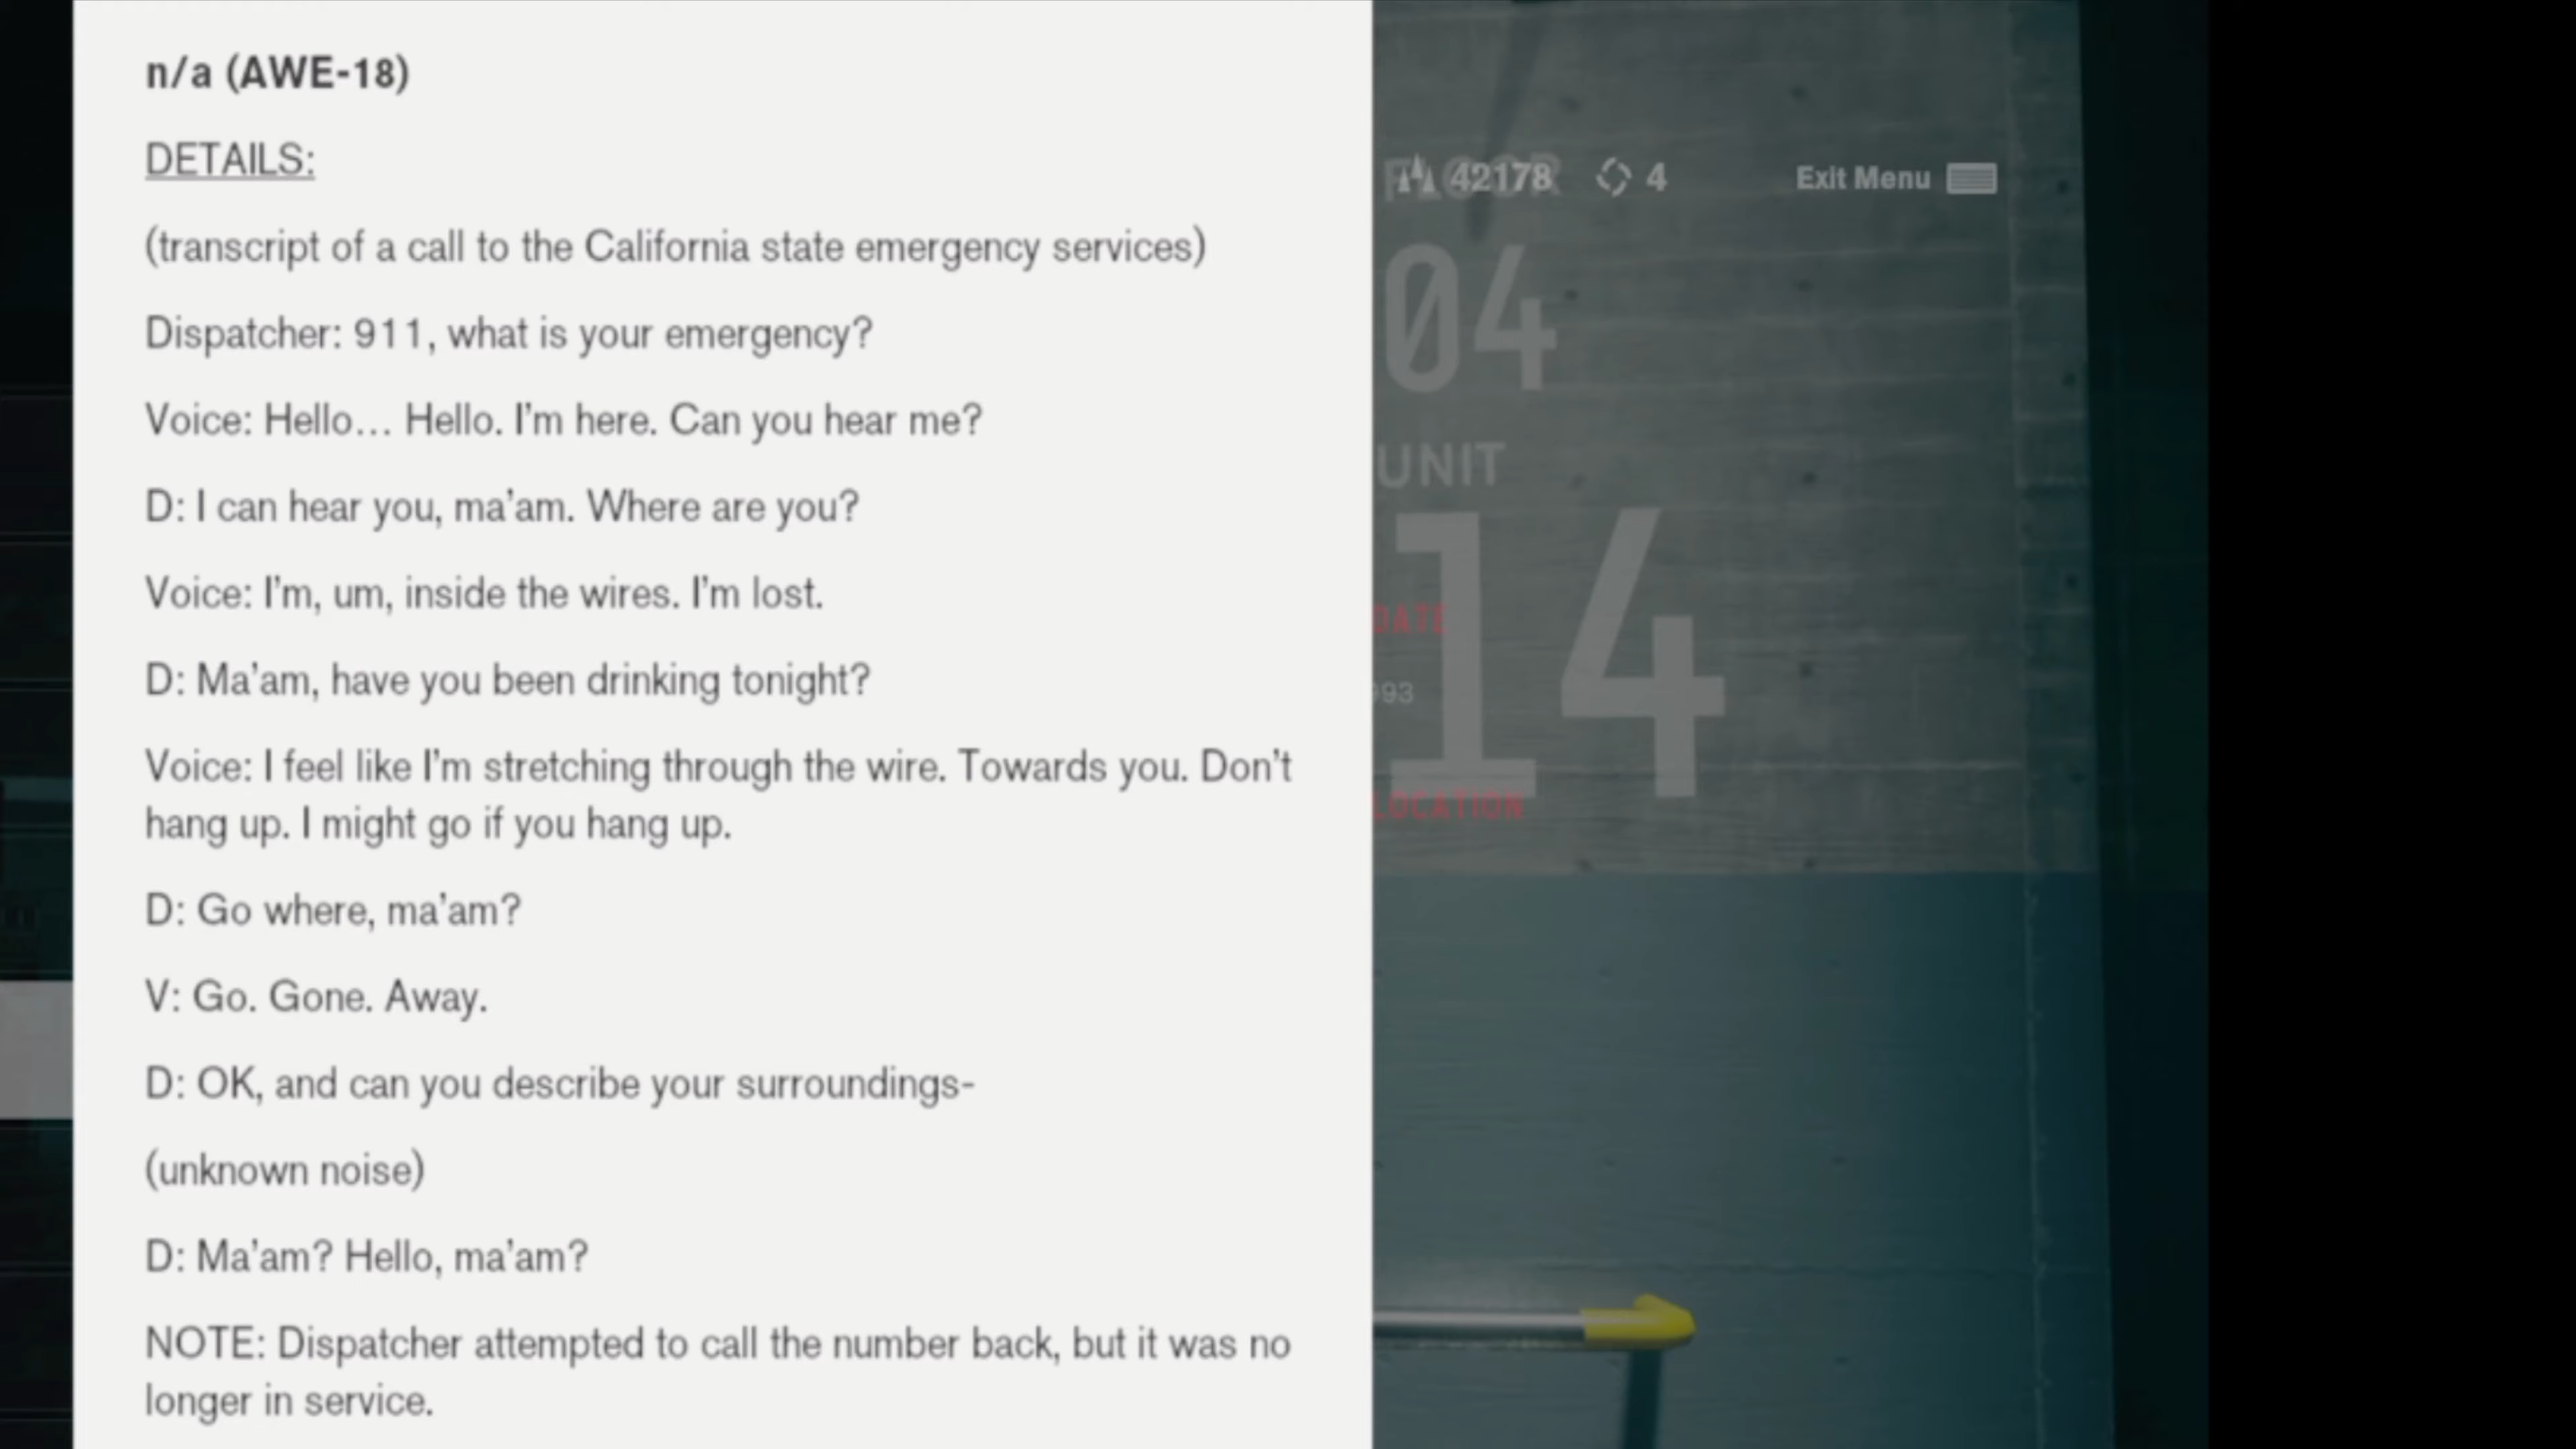 n/a (AWE-18)
DETAILS:
(transcript of a call to the California state emergency services)
Dispatcher: 911, what is your emergency?
Voice: Hello… Hello. I'm here. Can you hear me?
D: I can hear you, ma'am. Where are you?
Voice: I'm, um, inside the wires. I'm lost.
D: Ma'am, have you been drinking tonight?
Voice: I feel like I'm stretching through the wire. Towards you. Don't
hang up. I might go if you hang up.
D: Go where, ma'am?
V: Go. Gone. Away.
D: OK, and can you describe your surroundings-
(unknown noise)
D: Ma'am? Hello, ma'am?
NOTE: Dispatcher attempted to call the number back, but it was no
longer in service.
FLOOR
42178 4 Exit Menu
04
UNIT
14
DATE
993
LOCATION